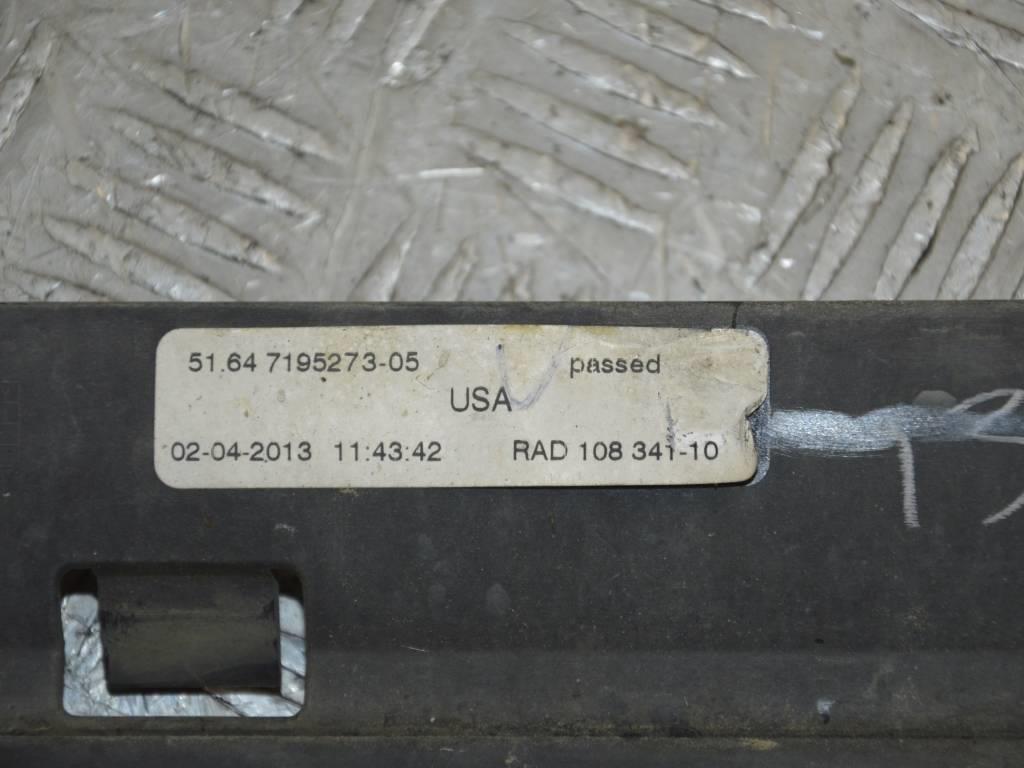 51.64 7195273-05 passed
USA
02-04-2013 11:43:42 RAD 108 341-10